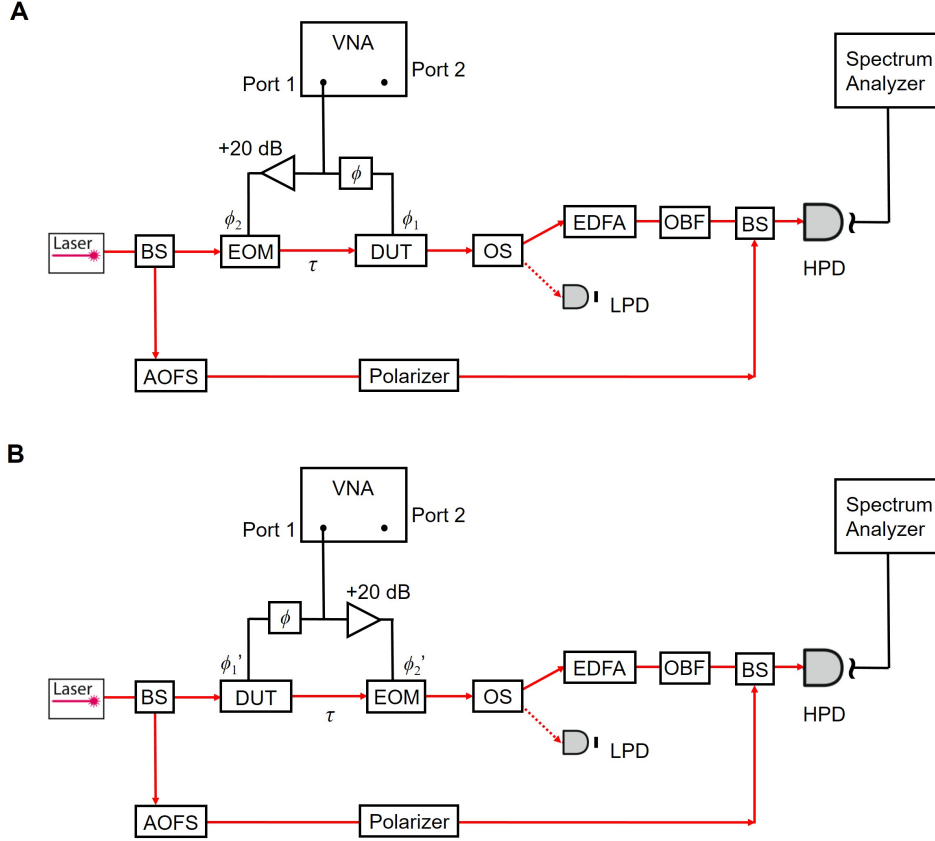 A
VNA
Port 1
Port 2
Spectrum
Analyzer
+20 dB
ϕ
ϕ2
ϕ1
Laser
BS
EOM
τ
DUT
OS
EDFA
OBF
BS
HPD
LPD
AOFS
Polarizer
B
VNA
Port 1
Port 2
Spectrum
Analyzer
+20 dB
ϕ
ϕ1'
ϕ2'
Laser
BS
DUT
τ
EOM
OS
EDFA
OBF
BS
HPD
LPD
AOFS
Polarizer